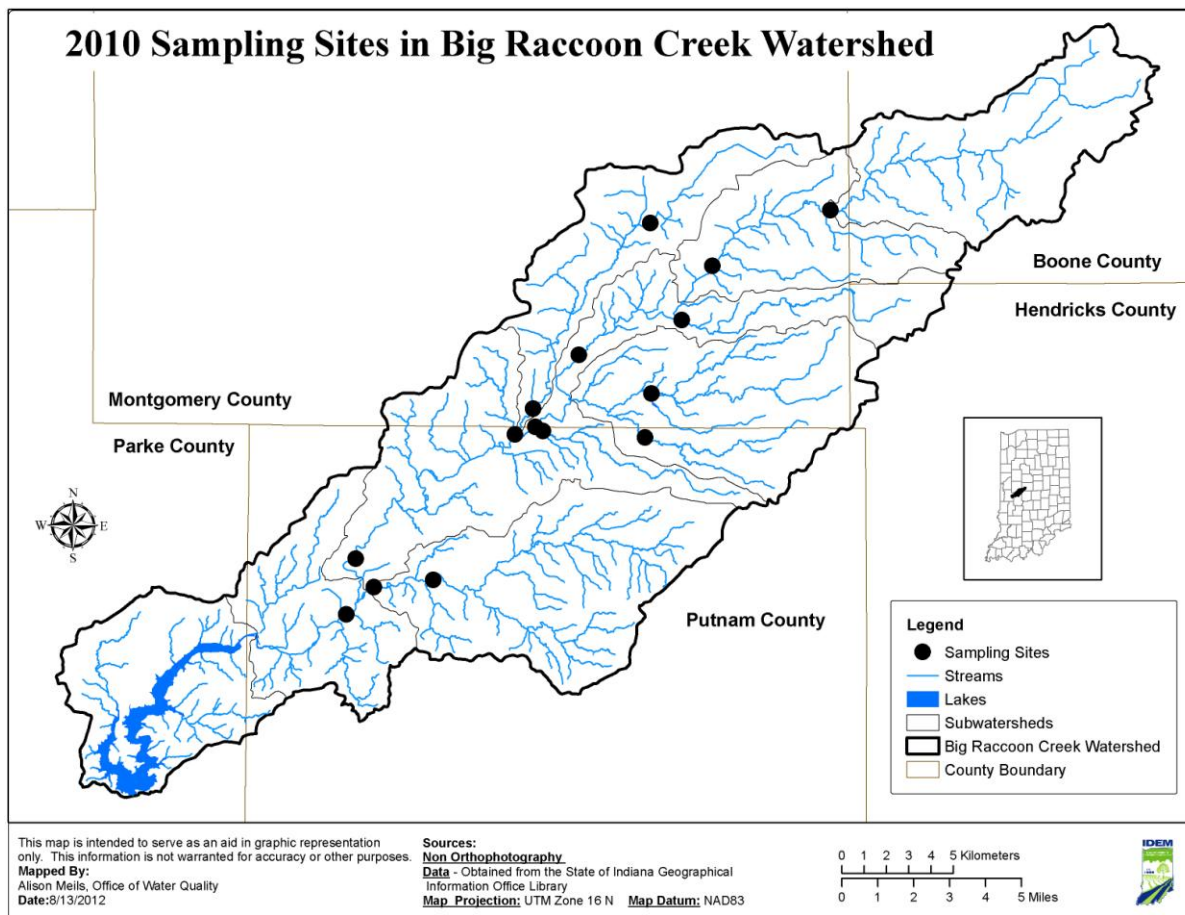 2010 Sampling Sites in Big Raccoon Creek Watershed
Boone County
Hendricks County
Montgomery County
Parke County
N
W E
S
Putnam County
Legend
Sampling Sites
Streams
Lakes
Subwatersheds
Big Raccoon Creek Watershed
County Boundary
This map is intended to serve as an aid in graphic representation
only. This information is not warranted for accuracy or other purposes.
Mapped By:
Alison Meils, Office of Water Quality
Date:8/13/2012
Sources:
Non Orthophotography
Data - Obtained from the State of Indiana Geographical
Information Office Library
Map Projection: UTM Zone 16 N Map Datum: NAD83
0 1 2 3 4 5 Kilometers
0 1 2 3 4 5 Miles
IDEM